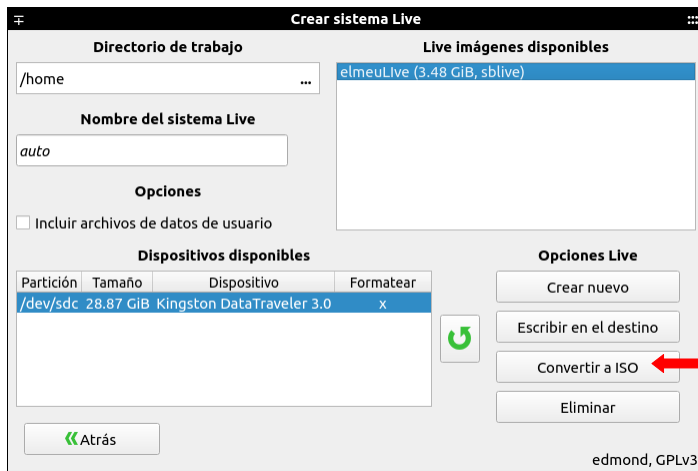 Crear sistema Live
Directorio de trabajo
/home
...
Nombre del sistema Live
auto
Opciones
Incluir archivos de datos de usuario
Live imágenes disponibles
elmeuLIve (3.48 GiB, sblive)
Dispositivos disponibles
Partición Tamaño Dispositivo Formatear
/dev/sdc 28.87 GiB Kingston DataTraveler 3.0 x
Opciones Live
Crear nuevo
Escribir en el destino
Convertir a ISO
Eliminar
Atrás
edmond, GPLv3